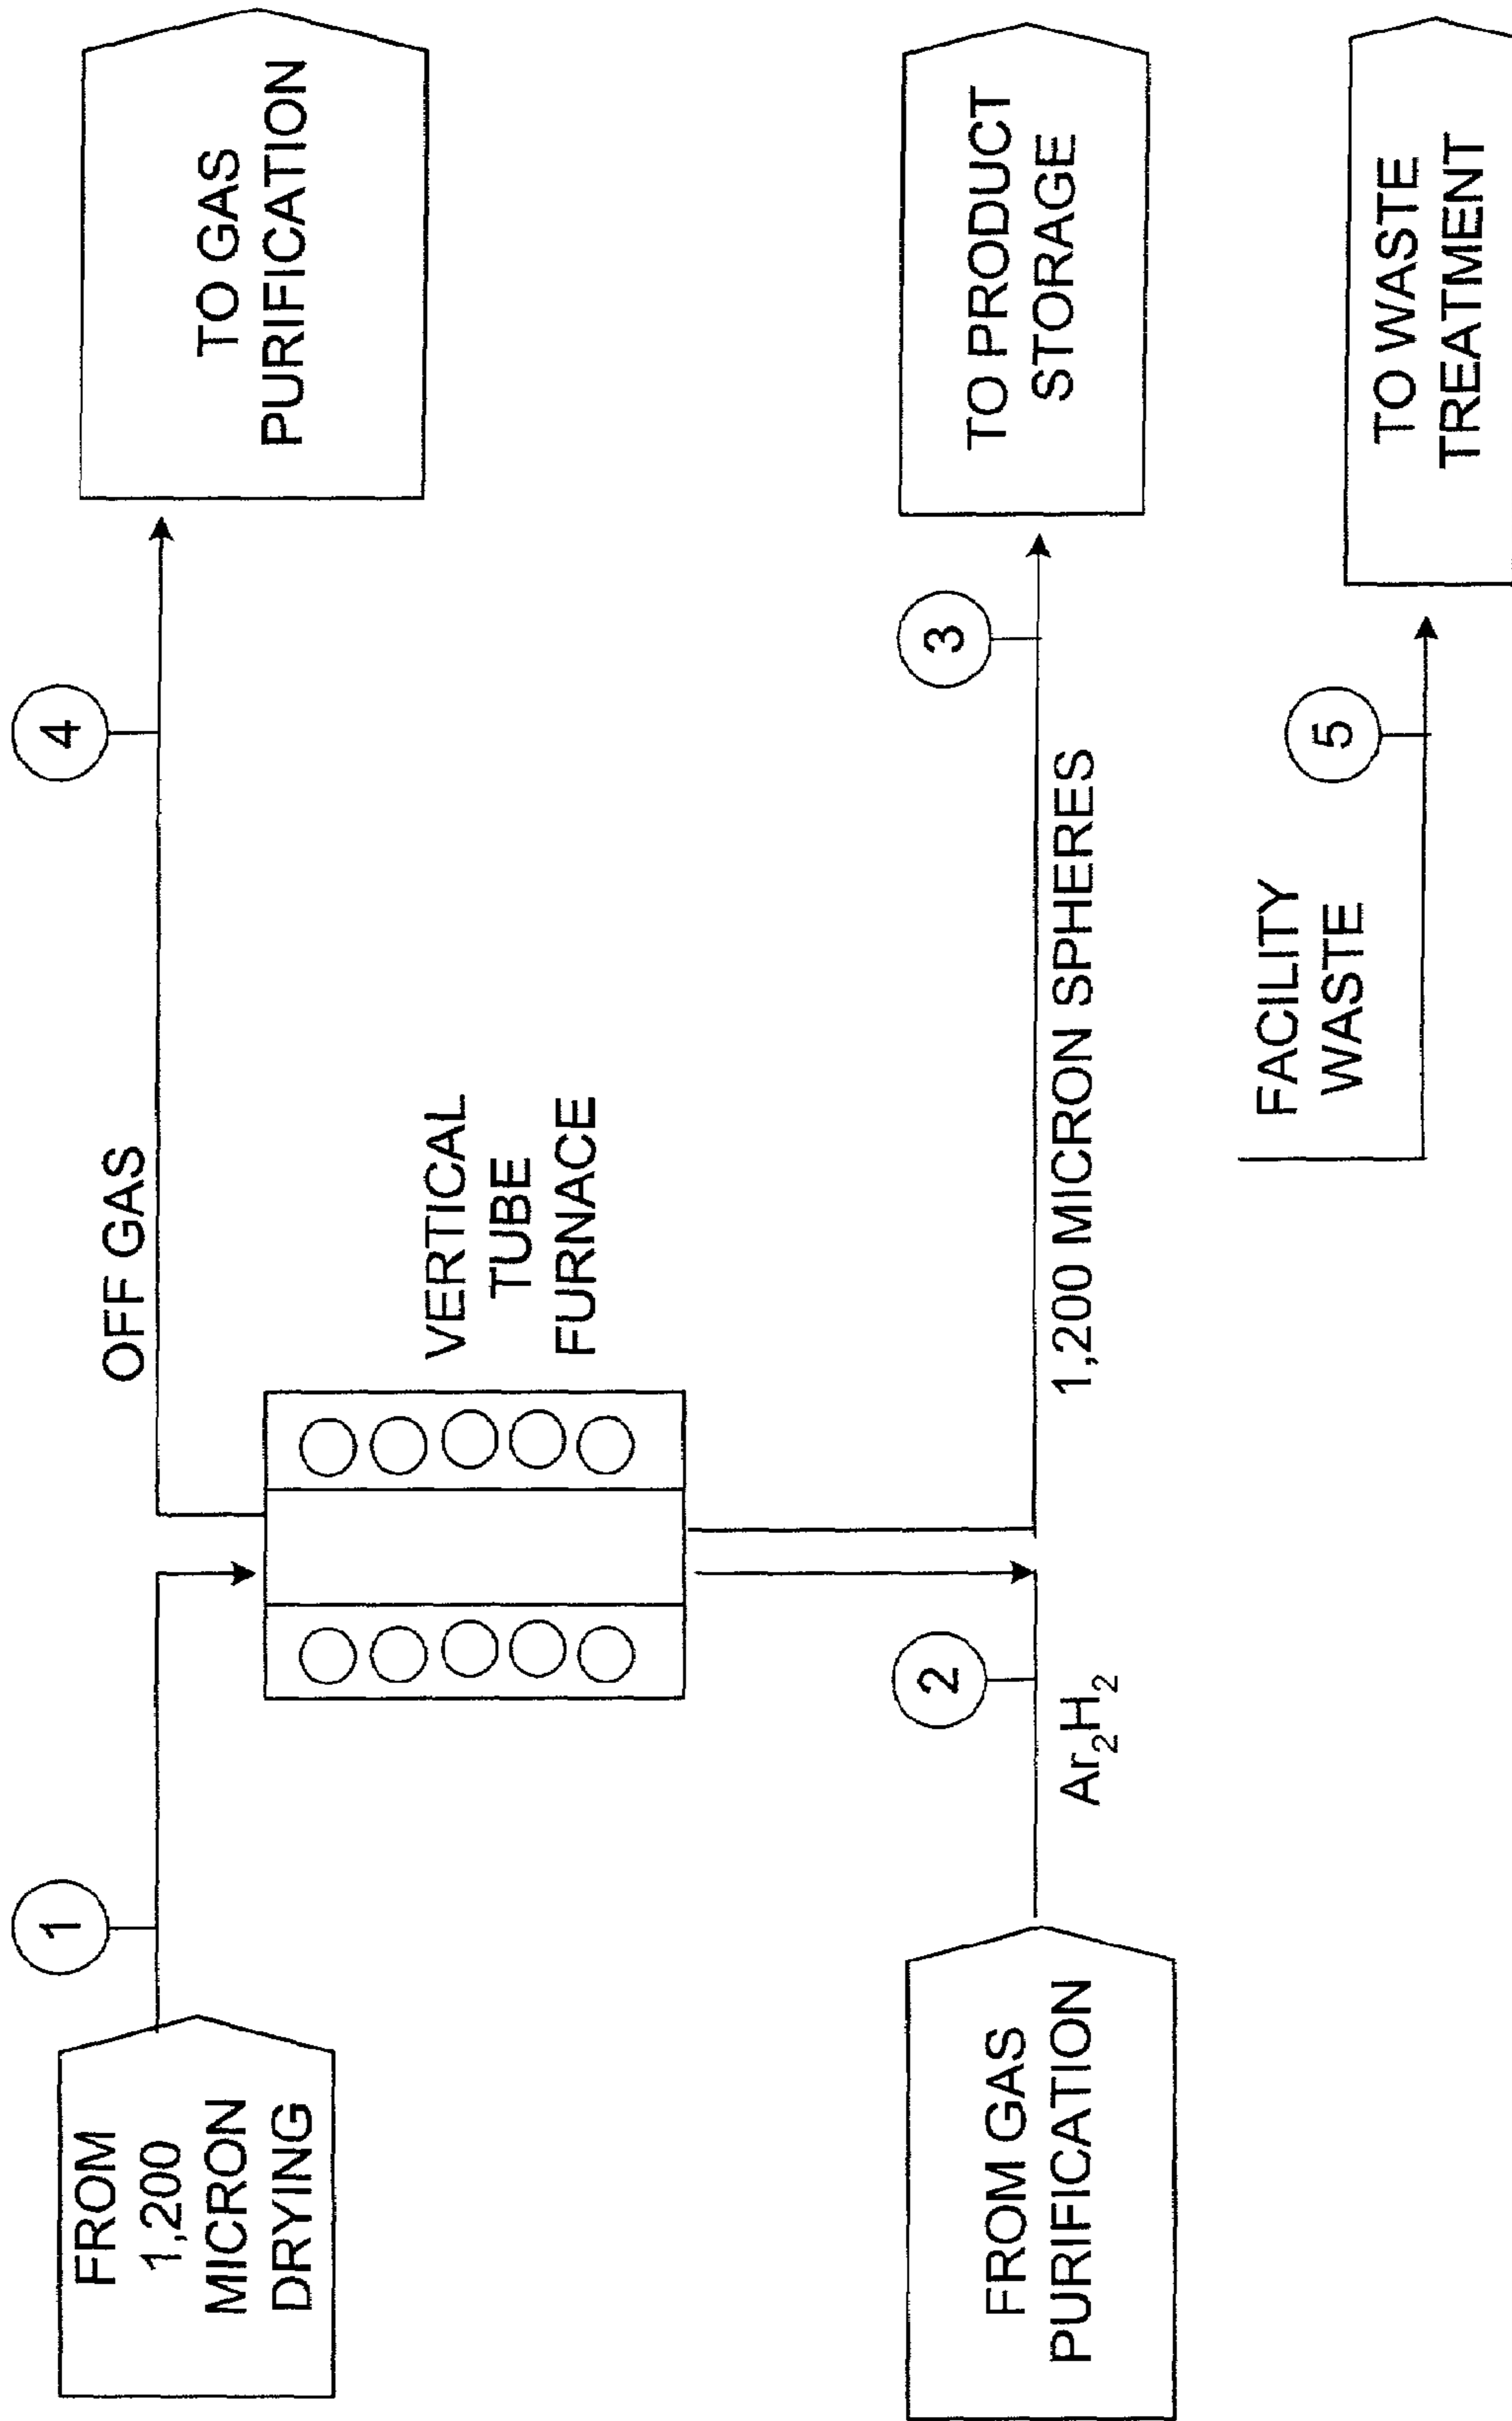 FROM
1,200
MICRON
DRYING
1
OFF GAS
4
TO GAS
PURIFICATION
VERTICAL
TUBE
FURNACE
FROM GAS
PURIFICATION
2
Ar₂H₂
1,200 MICRON SPHERES
3
TO PRODUCT
STORAGE
FACILITY
WASTE
5
TO WASTE
TREATMENT